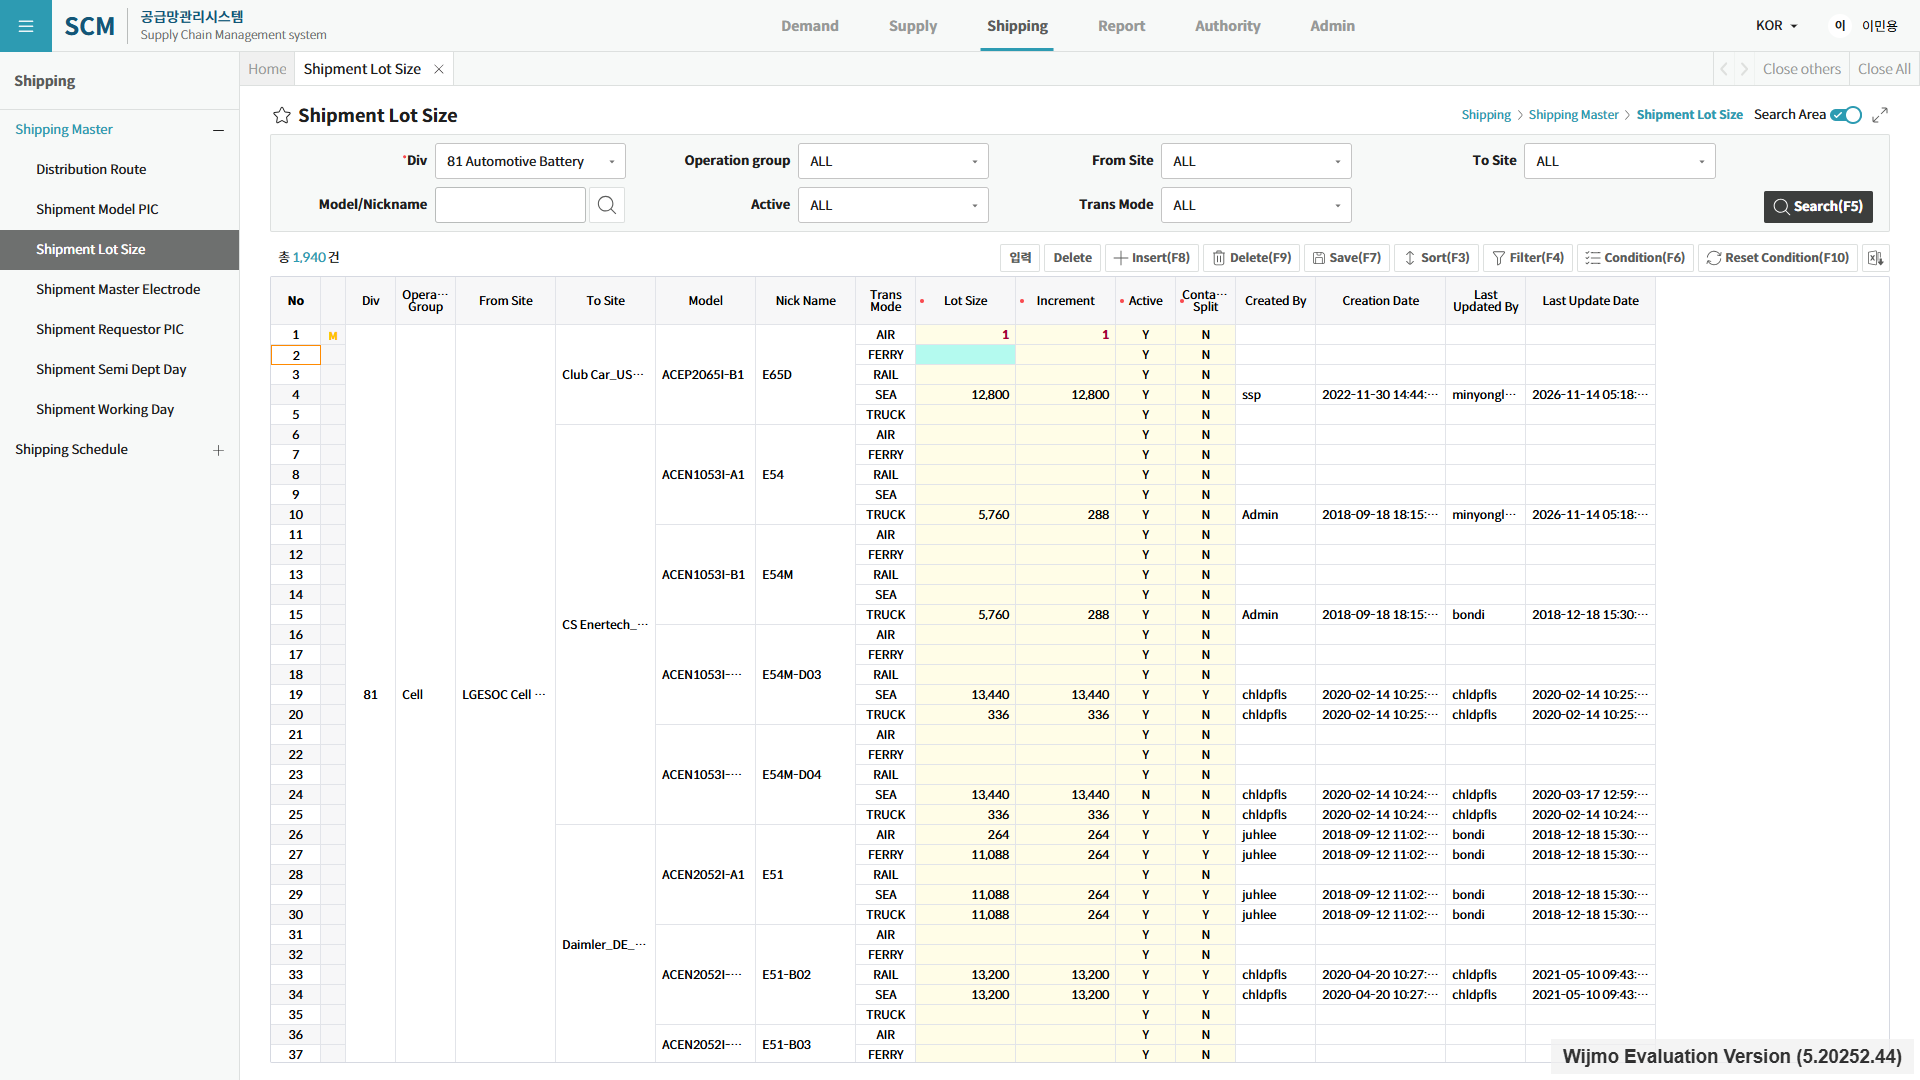 SCM
공급망관리시스템
Supply Chain Management system
Demand Supply Shipping Report Authority Admin
KOR 이 이민용
Shipping
Home Shipment Lot Size
Close others Close All
Shipping Master
Distribution Route
Shipment Model PIC
Shipment Lot Size
Shipment Master Electrode
Shipment Requestor PIC
Shipment Semi Dept Day
Shipment Working Day
Shipping Schedule
Shipment Lot Size
Shipping > Shipping Master > Shipment Lot Size Search Area
*Div 81 Automotive Battery Operation group ALL From Site ALL To Site ALL
Model/Nickname Active ALL Trans Mode ALL Search(F5)
총 1,940 건
입력 Delete Insert(F8) Delete(F9) Save(F7) Sort(F3) Filter(F4) Condition(F6) Reset Condition(F10)
No Div Opera··· Group From Site To Site Model Nick Name Trans Mode Lot Size Increment Active Conta··· Split Created By Creation Date Last Updated By Last Update Date
1 M AIR 1 1 Y N
2 FERRY Y N
3 Club Car_US··· ACEP2065I-B1 E65D RAIL Y N
4 SEA 12,800 12,800 Y N ssp 2022-11-30 14:44:··· minyongl··· 2026-11-14 05:18:···
5 TRUCK Y N
6 AIR Y N
7 FERRY Y N
8 ACEN1053I-A1 E54 RAIL Y N
9 SEA Y N
10 TRUCK 5,760 288 Y N Admin 2018-09-18 18:15:··· minyongl··· 2026-11-14 05:18:···
11 AIR Y N
12 FERRY Y N
13 ACEN1053I-B1 E54M RAIL Y N
14 SEA Y N
15 TRUCK 5,760 288 Y N Admin 2018-09-18 18:15:··· bondi 2018-12-18 15:30:···
CS Enertech_···
16 AIR Y N
17 FERRY Y N
18 ACEN1053I-··· E54M-D03 RAIL Y N
19 81 Cell LGESOC Cell ··· SEA 13,440 13,440 Y Y chldpfls 2020-02-14 10:25:··· chldpfls 2020-02-14 10:25:···
20 TRUCK 336 336 Y N chldpfls 2020-02-14 10:25:··· chldpfls 2020-02-14 10:25:···
21 AIR Y N
22 FERRY Y N
23 ACEN1053I-··· E54M-D04 RAIL Y N
24 SEA 13,440 13,440 N N chldpfls 2020-02-14 10:24:··· chldpfls 2020-03-17 12:59:···
25 TRUCK 336 336 Y N chldpfls 2020-02-14 10:24:··· chldpfls 2020-02-14 10:24:···
26 AIR 264 264 Y Y juhlee 2018-09-12 11:02:··· bondi 2018-12-18 15:30:···
27 FERRY 11,088 264 Y Y juhlee 2018-09-12 11:02:··· bondi 2018-12-18 15:30:···
28 ACEN2052I-A1 E51 RAIL Y N
29 SEA 11,088 264 Y Y juhlee 2018-09-12 11:02:··· bondi 2018-12-18 15:30:···
30 TRUCK 11,088 264 Y Y juhlee 2018-09-12 11:02:··· bondi 2018-12-18 15:30:···
31 AIR Y N
Daimler_DE_···
32 FERRY Y N
33 ACEN2052I-··· E51-B02 RAIL 13,200 13,200 Y Y chldpfls 2020-04-20 10:27:··· chldpfls 2021-05-10 09:43:···
34 SEA 13,200 13,200 Y Y chldpfls 2020-04-20 10:27:··· chldpfls 2021-05-10 09:43:···
35 TRUCK Y N
36 AIR Y N
ACEN2052I-··· E51-B03
37 FERRY Y N
Wijmo Evaluation Version (5.20252.44)